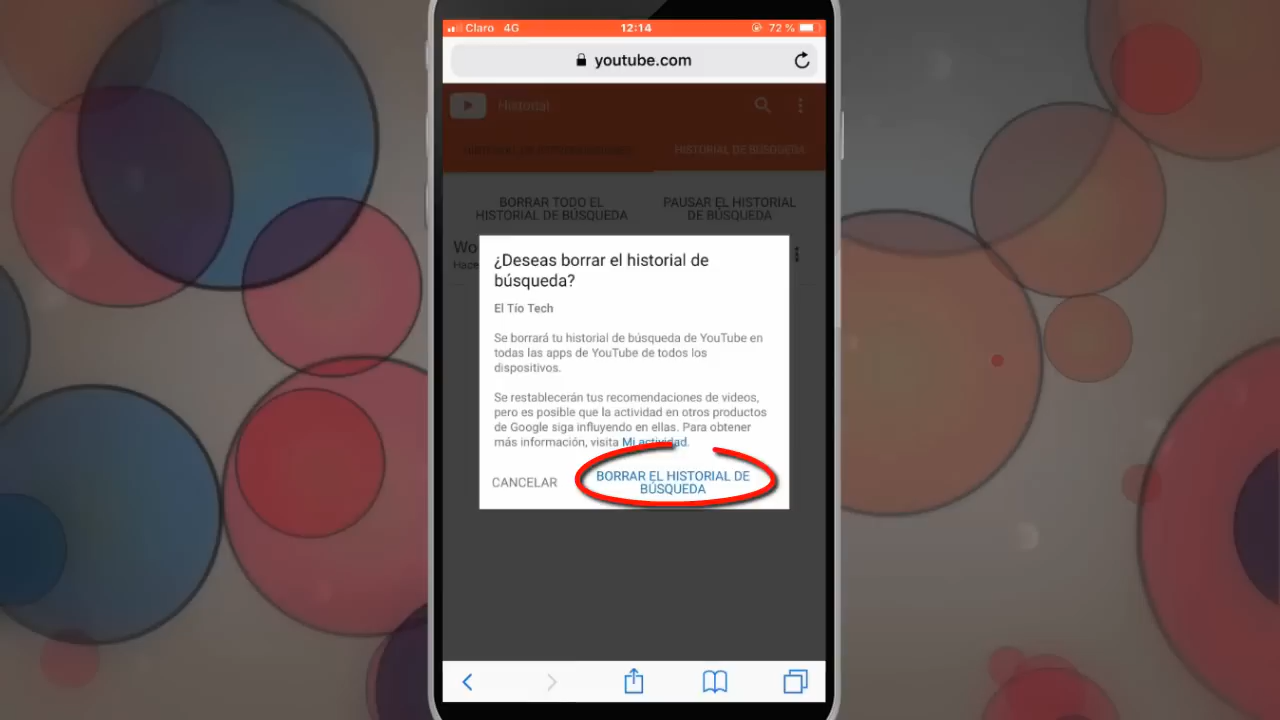 Claro 4G 12:14 72 %
youtube.com
Historial
HISTORIAL DE BÚSQUEDA
BORRAR TODO EL
HISTORIAL DE BÚSQUEDA
PAUSAR EL HISTORIAL
DE BÚSQUEDA
Wo
Hace
¿Deseas borrar el historial de
búsqueda?
El Tío Tech
Se borrará tu historial de búsqueda de YouTube en
todas las apps de YouTube de todos los
dispositivos.
Se restablecerán tus recomendaciones de videos,
pero es posible que la actividad en otros productos
de Google siga influyendo en ellas. Para obtener
más información, visita Mi actividad.
CANCELAR
BORRAR EL HISTORIAL DE
BÚSQUEDA